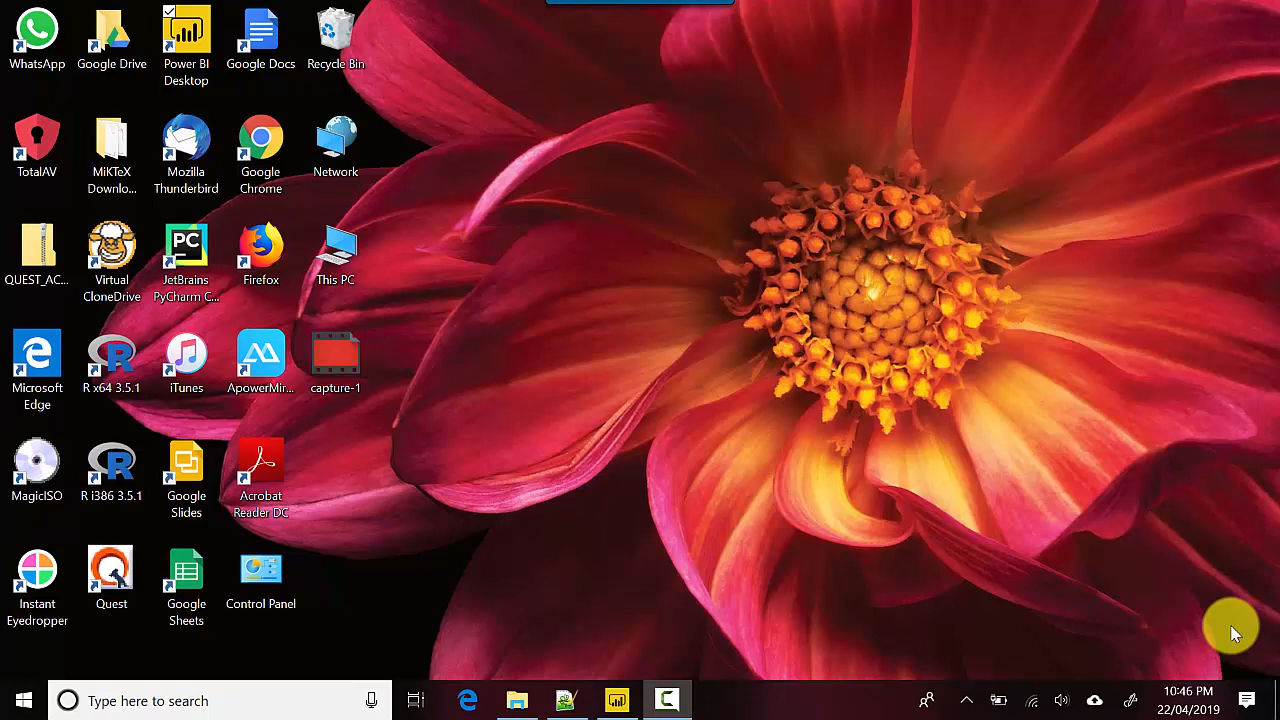 WhatsApp
Google Drive
Power BI
Desktop
Google Docs
Recycle Bin
TotalAV
MiKTeX
Downlo...
Mozilla
Thunderbird
Google
Chrome
Network
QUEST_AC...
Virtual
CloneDrive
PC
JetBrains
PyCharm C...
Firefox
This PC
Microsoft
Edge
R x64 3.5.1
iTunes
ApowerMir...
capture-1
MagicISO
R i386 3.5.1
Google
Slides
Acrobat
Reader DC
Instant
Eyedropper
Quest
Google
Sheets
Control Panel
Type here to search
10:46 PM
22/04/2019